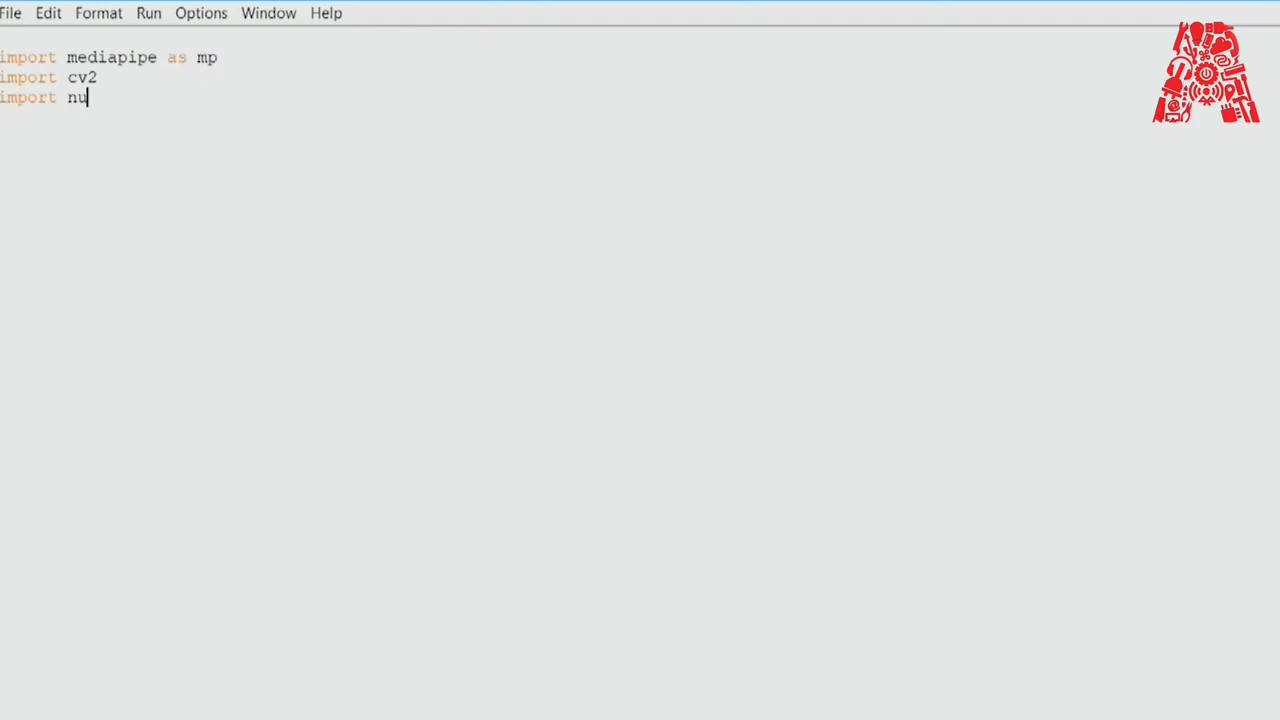 File Edit Format Run Options Window Help
import mediapipe as mp
import cv2
import nu